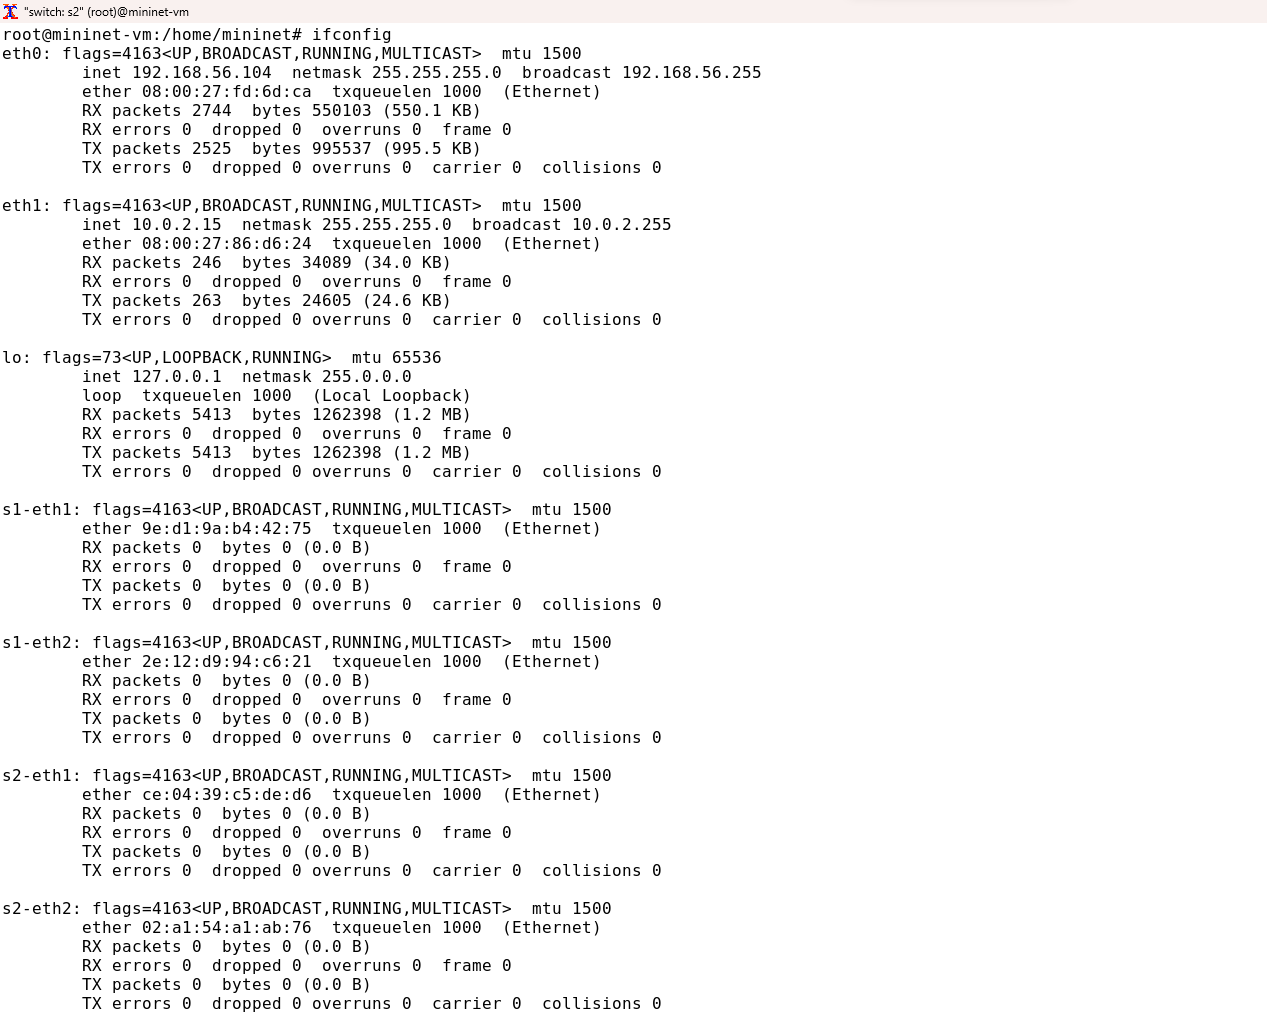 "switch: s2" (root)@mininet-vm
root@mininet-vm:/home/mininet# ifconfig
eth0: flags=4163<UP,BROADCAST,RUNNING,MULTICAST>  mtu 1500
        inet 192.168.56.104  netmask 255.255.255.0  broadcast 192.168.56.255
        ether 08:00:27:fd:6d:ca  txqueuelen 1000  (Ethernet)
        RX packets 2744  bytes 550103 (550.1 KB)
        RX errors 0  dropped 0  overruns 0  frame 0
        TX packets 2525  bytes 995537 (995.5 KB)
        TX errors 0  dropped 0 overruns 0  carrier 0  collisions 0

eth1: flags=4163<UP,BROADCAST,RUNNING,MULTICAST>  mtu 1500
        inet 10.0.2.15  netmask 255.255.255.0  broadcast 10.0.2.255
        ether 08:00:27:86:d6:24  txqueuelen 1000  (Ethernet)
        RX packets 246  bytes 34089 (34.0 KB)
        RX errors 0  dropped 0  overruns 0  frame 0
        TX packets 263  bytes 24605 (24.6 KB)
        TX errors 0  dropped 0 overruns 0  carrier 0  collisions 0

lo: flags=73<UP,LOOPBACK,RUNNING>  mtu 65536
        inet 127.0.0.1  netmask 255.0.0.0
        loop  txqueuelen 1000  (Local Loopback)
        RX packets 5413  bytes 1262398 (1.2 MB)
        RX errors 0  dropped 0  overruns 0  frame 0
        TX packets 5413  bytes 1262398 (1.2 MB)
        TX errors 0  dropped 0 overruns 0  carrier 0  collisions 0

s1-eth1: flags=4163<UP,BROADCAST,RUNNING,MULTICAST>  mtu 1500
        ether 9e:d1:9a:b4:42:75  txqueuelen 1000  (Ethernet)
        RX packets 0  bytes 0 (0.0 B)
        RX errors 0  dropped 0  overruns 0  frame 0
        TX packets 0  bytes 0 (0.0 B)
        TX errors 0  dropped 0 overruns 0  carrier 0  collisions 0

s1-eth2: flags=4163<UP,BROADCAST,RUNNING,MULTICAST>  mtu 1500
        ether 2e:12:d9:94:c6:21  txqueuelen 1000  (Ethernet)
        RX packets 0  bytes 0 (0.0 B)
        RX errors 0  dropped 0  overruns 0  frame 0
        TX packets 0  bytes 0 (0.0 B)
        TX errors 0  dropped 0 overruns 0  carrier 0  collisions 0

s2-eth1: flags=4163<UP,BROADCAST,RUNNING,MULTICAST>  mtu 1500
        ether ce:04:39:c5:de:d6  txqueuelen 1000  (Ethernet)
        RX packets 0  bytes 0 (0.0 B)
        RX errors 0  dropped 0  overruns 0  frame 0
        TX packets 0  bytes 0 (0.0 B)
        TX errors 0  dropped 0 overruns 0  carrier 0  collisions 0

s2-eth2: flags=4163<UP,BROADCAST,RUNNING,MULTICAST>  mtu 1500
        ether 02:a1:54:a1:ab:76  txqueuelen 1000  (Ethernet)
        RX packets 0  bytes 0 (0.0 B)
        RX errors 0  dropped 0  overruns 0  frame 0
        TX packets 0  bytes 0 (0.0 B)
        TX errors 0  dropped 0 overruns 0  carrier 0  collisions 0